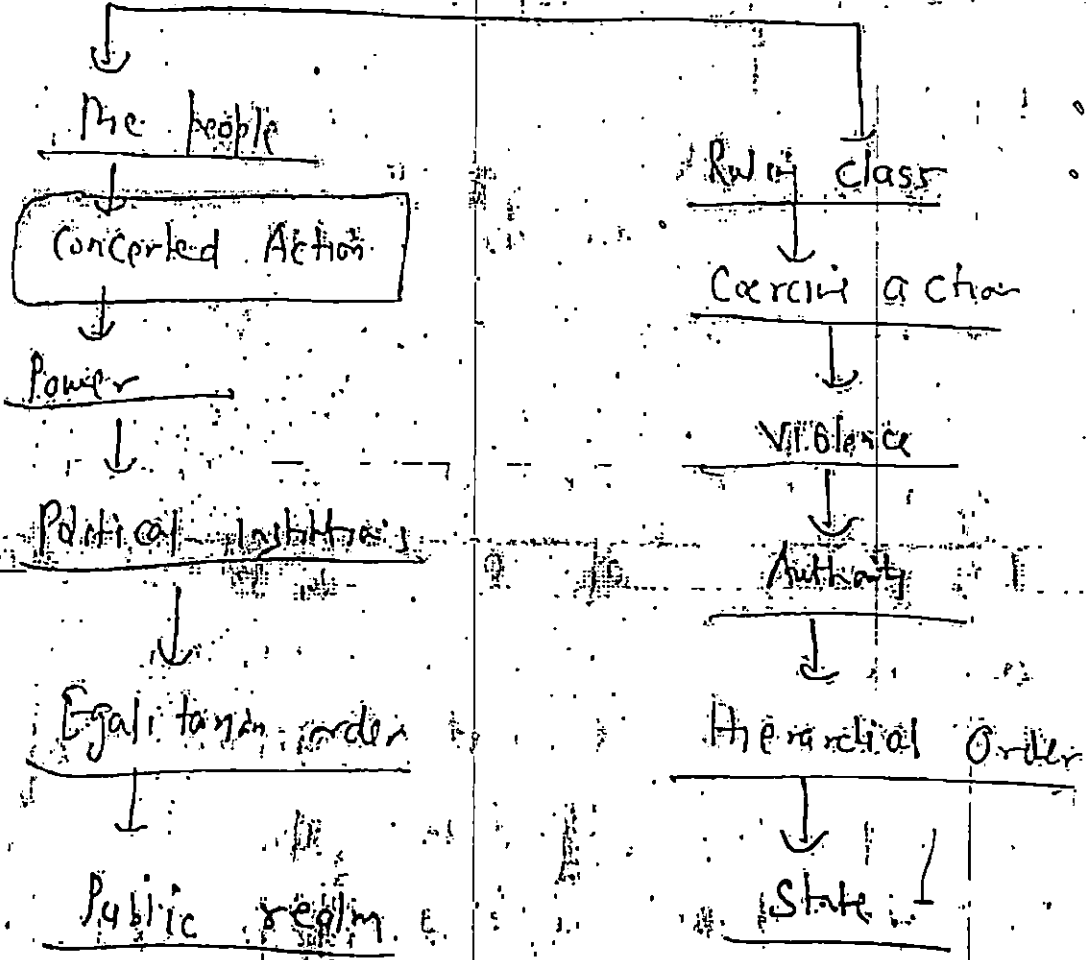 The people
Concerted Action
Power
Political Institutions
Egalitarian order
Public realm
Ruling class
Coercive action
Violence
Authority
Hierarchial Order
State